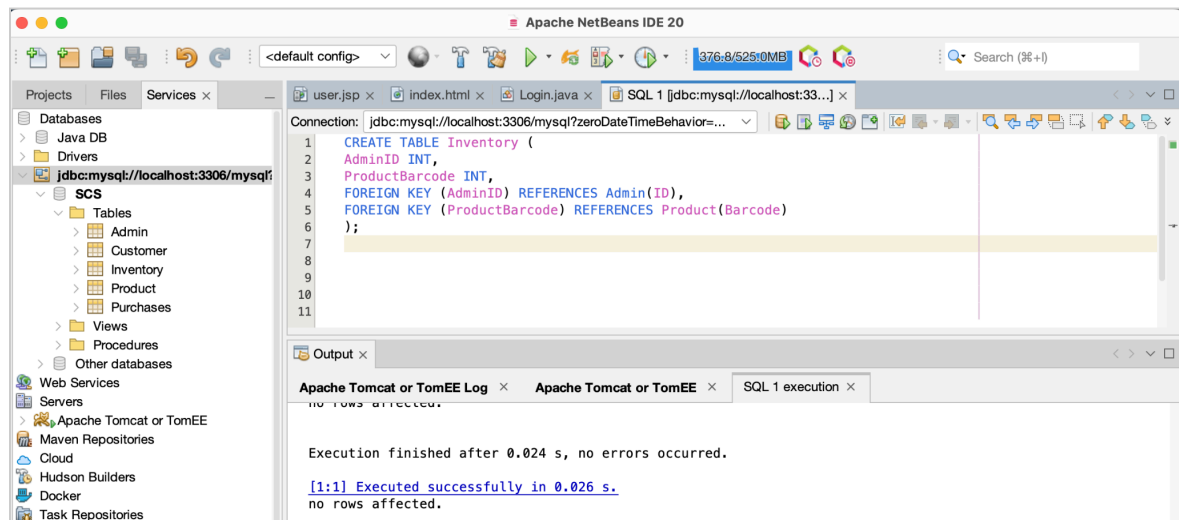 Apache NetBeans IDE 20
<default config>
376.8/525.0MB
Search (⌘+I)
Projects Files Services
user.jsp index.html Login.java SQL 1 [jdbc:mysql://localhost:33...]
Databases
Java DB
Drivers
jdbc:mysql://localhost:3306/mysql?
SCS
Tables
Admin
Customer
Inventory
Product
Purchases
Views
Procedures
Other databases
Web Services
Servers
Apache Tomcat or TomEE
Maven Repositories
Cloud
Hudson Builders
Docker
Task Repositories
Connection: jdbc:mysql://localhost:3306/mysql?zeroDateTimeBehavior=...
1 CREATE TABLE Inventory (
2 AdminID INT,
3 ProductBarcode INT,
4 FOREIGN KEY (AdminID) REFERENCES Admin(ID),
5 FOREIGN KEY (ProductBarcode) REFERENCES Product(Barcode)
6 );
7
8
9
10
11
Output
Apache Tomcat or TomEE Log Apache Tomcat or TomEE SQL 1 execution
no rows affected.
Execution finished after 0.024 s, no errors occurred.
[1:1] Executed successfully in 0.026 s.
no rows affected.